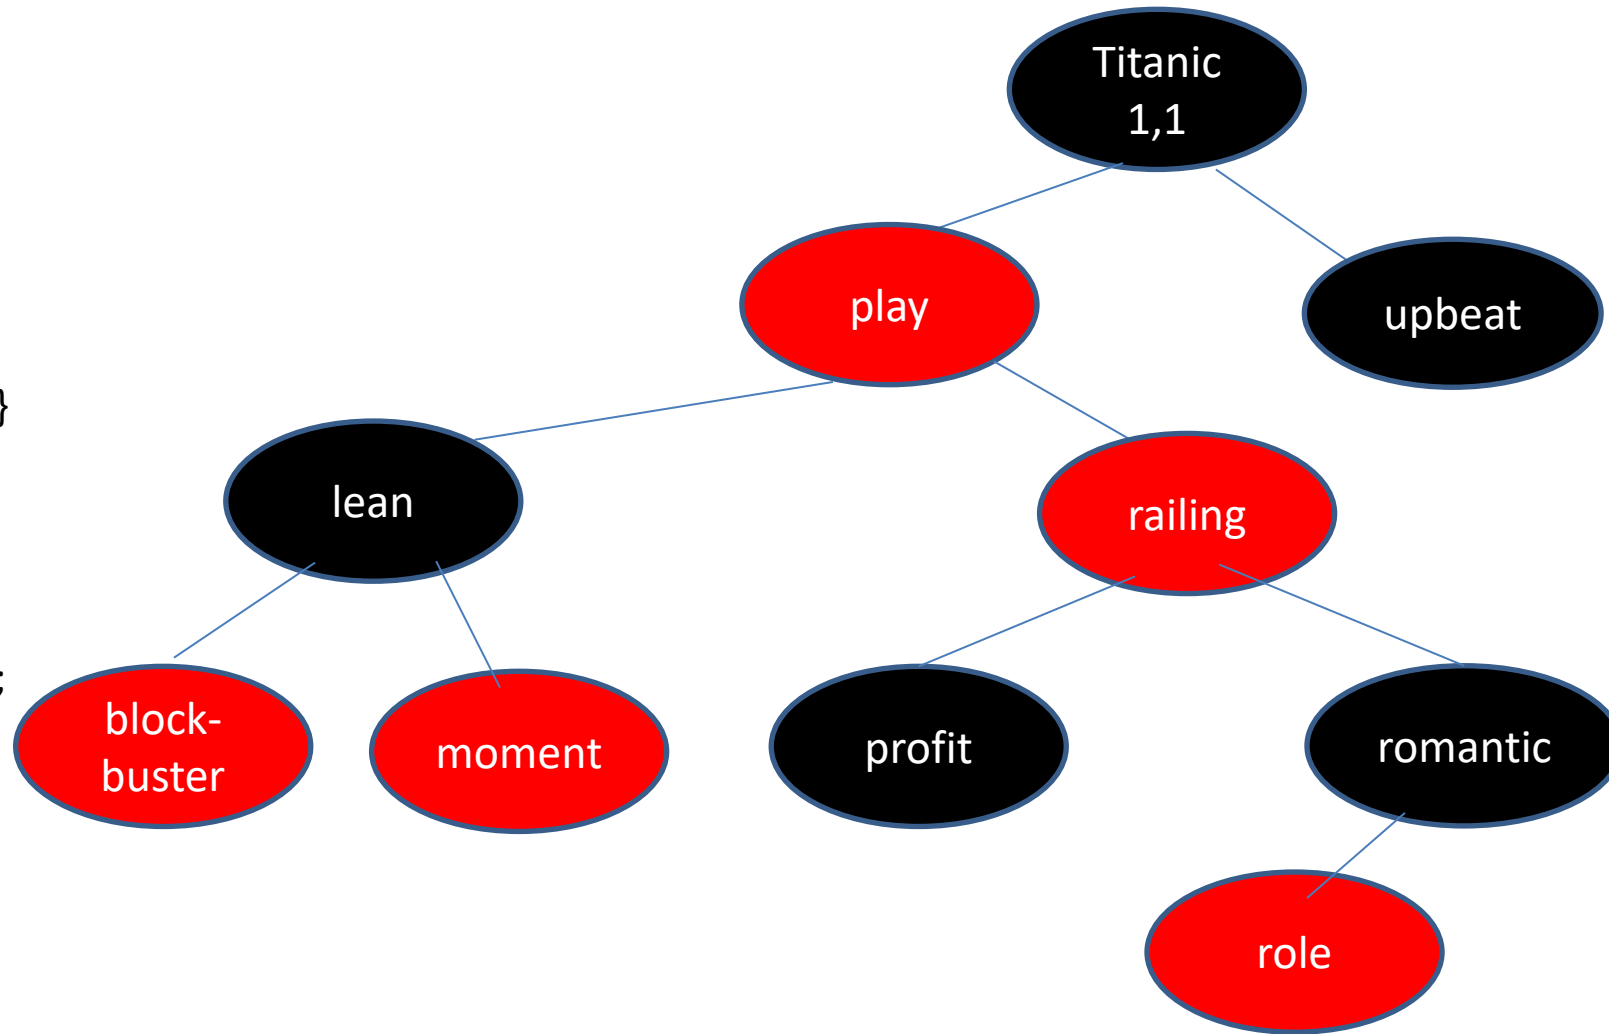 Titanic
1,1
play
upbeat
}
lean
railing
;
block-
buster
moment
profit
romantic
role